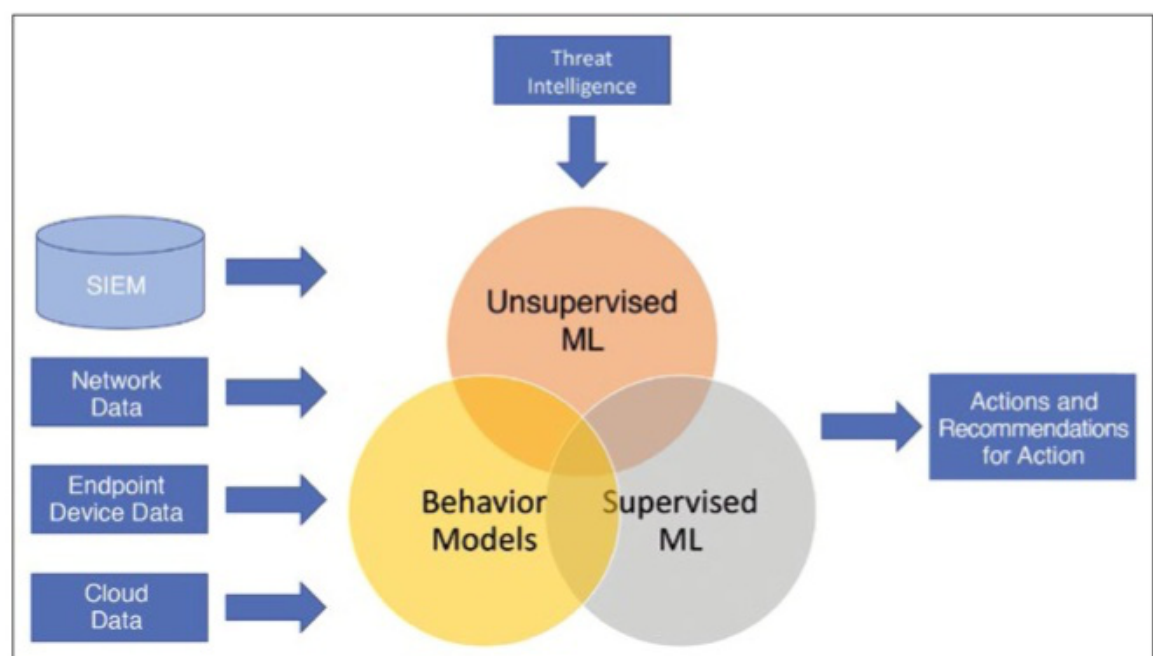 Threat
Intelligence
SIEM
Unsupervised
ML
Network
Data
Actions and
Recommendations
for Action
Endpoint
Device Data
Behavior
Models
Supervised
ML
Cloud
Data